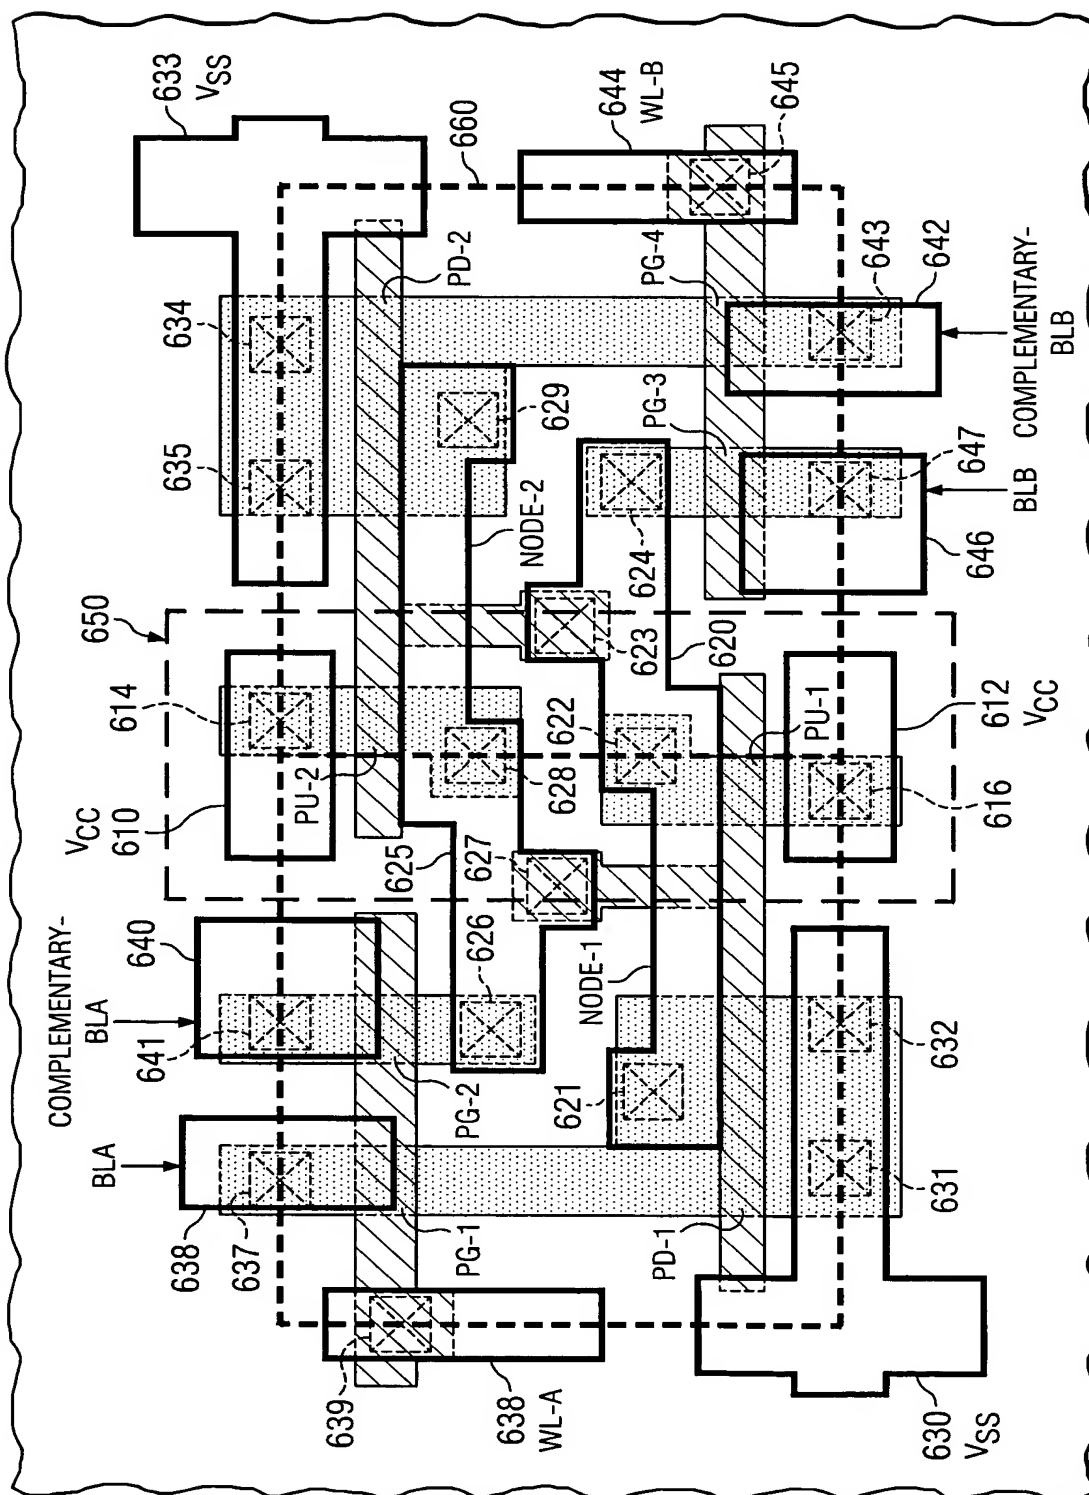 COMPLEMENTARY-
BLA
BLA
638
637
641
640
VCC
610
614
650
635
634
633
VSS
639
638
WL-A
PG-1
PG-2
625
626
627
PU-2
628
PD-2
660
NODE-2
629
644
WL-B
645
621
NODE-1
622
623
624
620
PG-3
PG-4
PD-1
PU-1
630
VSS
631
632
616
612
VCC
646
647
643
642
BLB
COMPLEMENTARY-
BLB